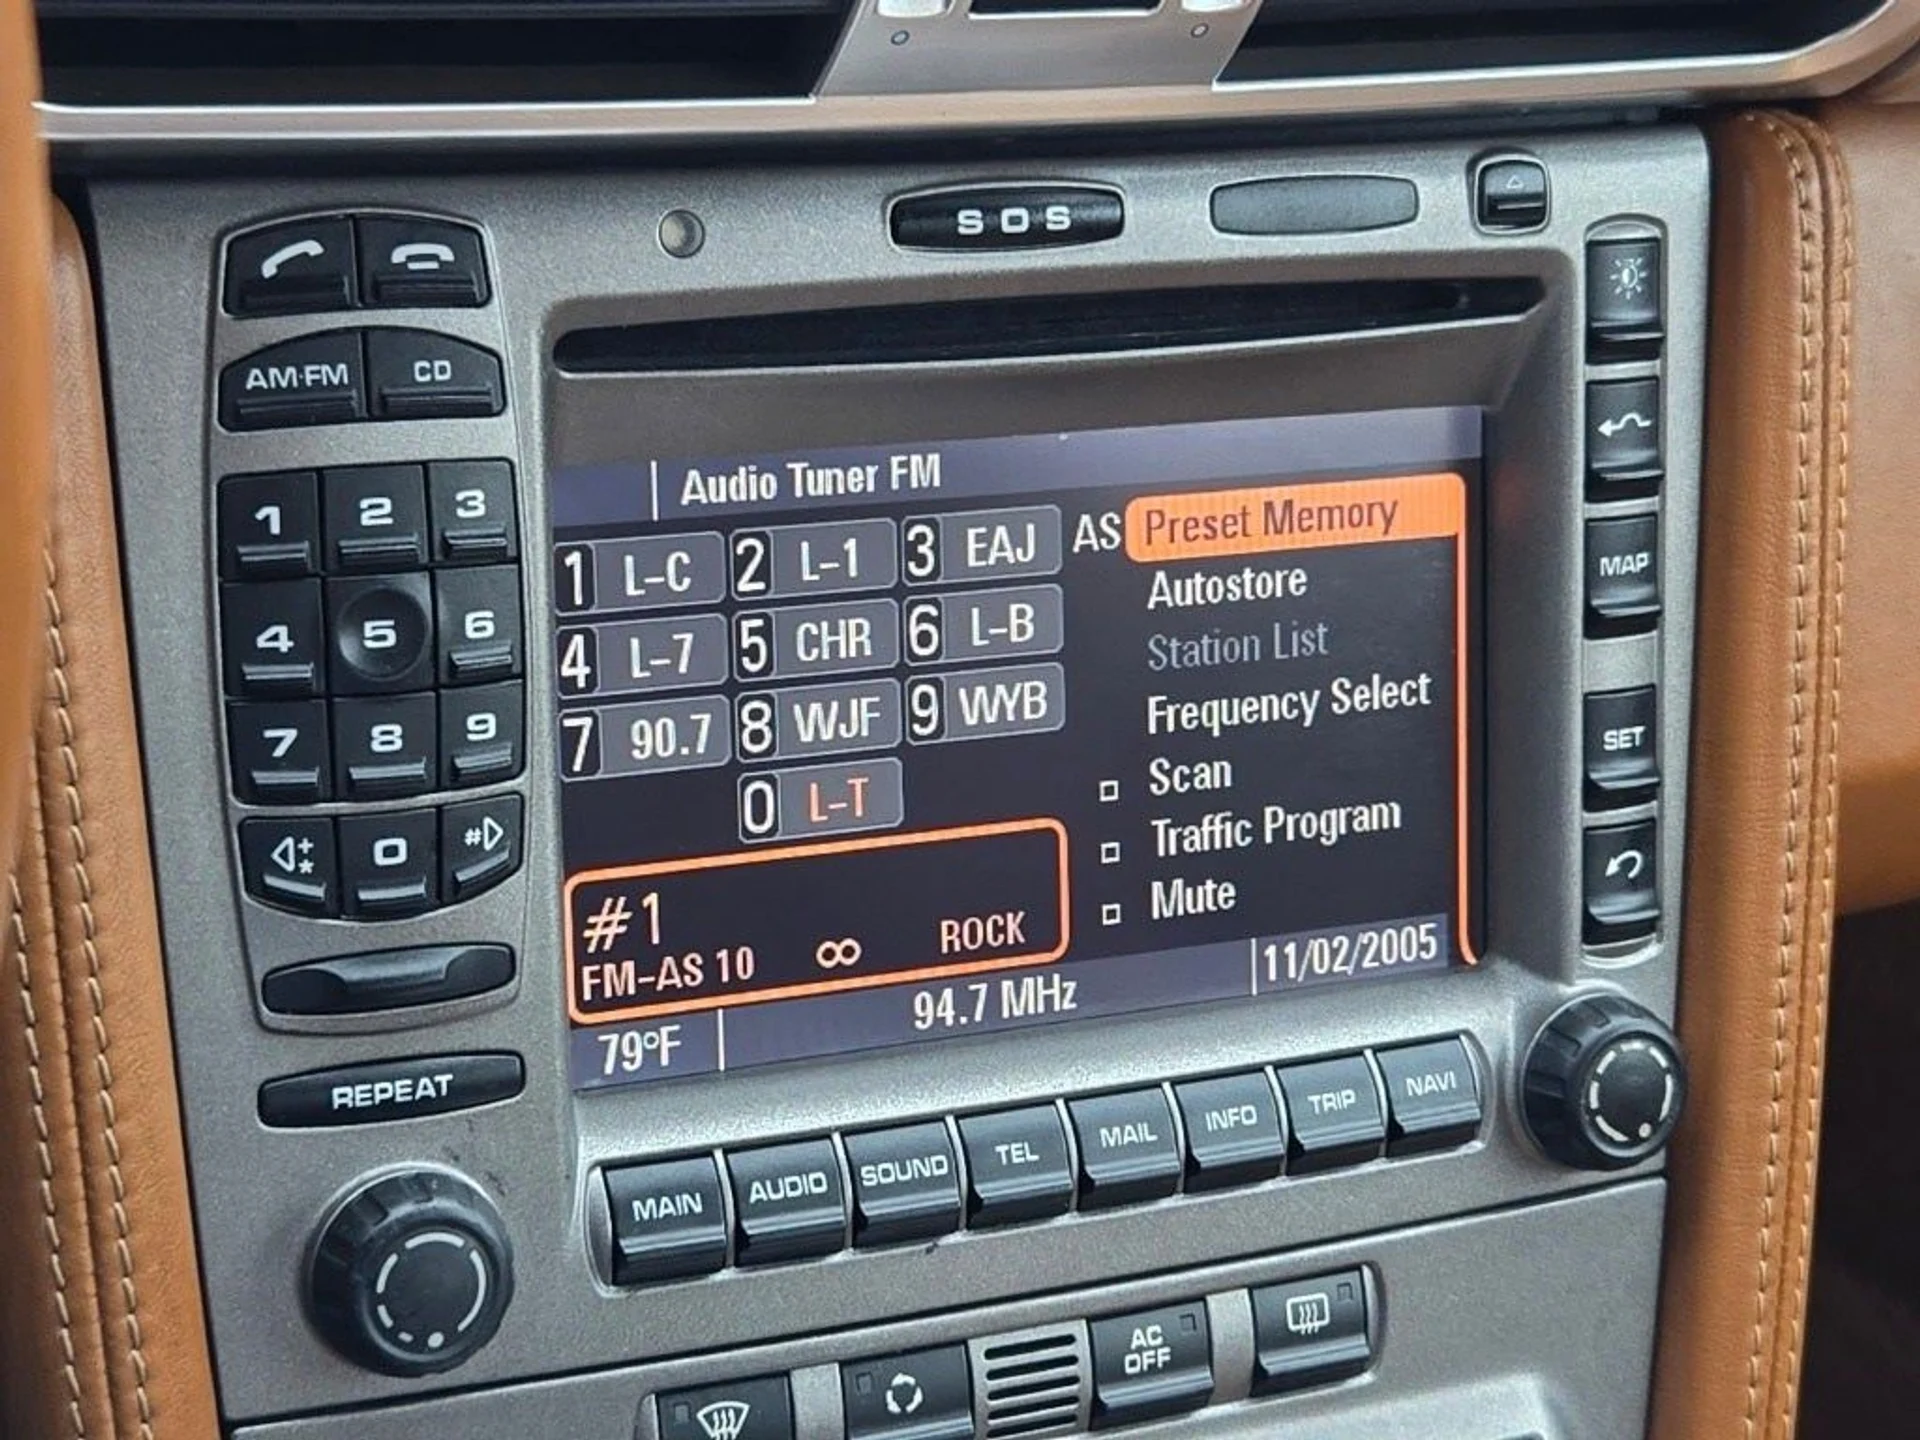 SOS
AM·FM CD
1 2 3
4 5 6
7 8 9
+
* 0 #
REPEAT
MAP
SET
Audio Tuner FM
1 L-C 2 L-1 3 EAJ
4 L-7 5 CHR 6 L-B
7 90.7 8 WJF 9 WYB
0 L-T
AS Preset Memory
Autostore
Station List
Frequency Select
Scan
Traffic Program
Mute
#1
FM-AS 10 ∞ ROCK
79°F 94.7 MHz 11/02/2005
MAIN AUDIO SOUND TEL MAIL INFO TRIP NAVI
AC
OFF